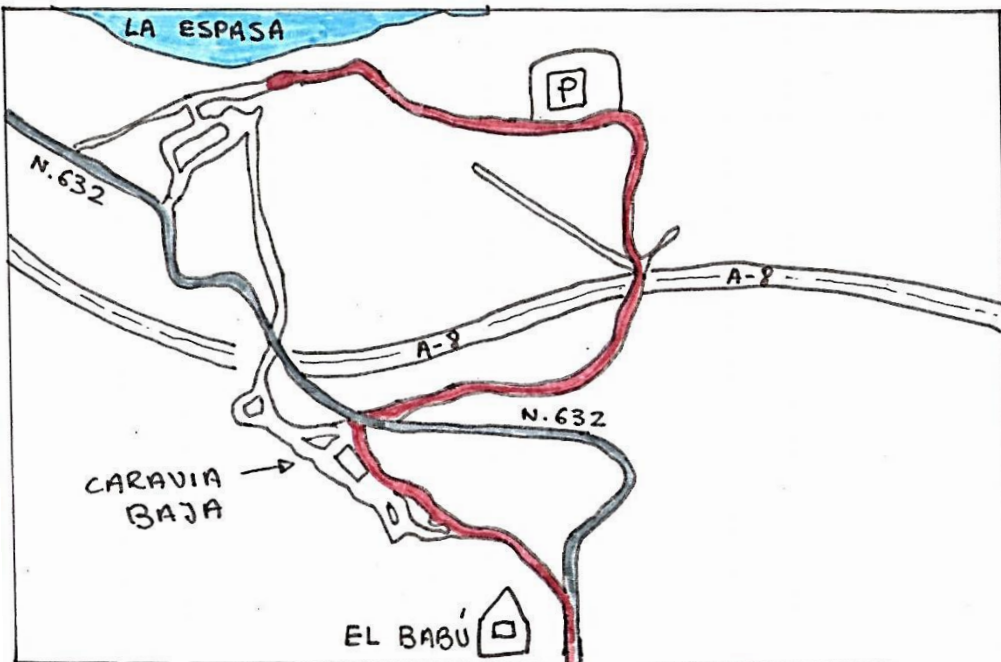 LA ESPASA
P
N.632
A-8
A-8
N.632
CARAVIA
BAJA
EL BABÚ